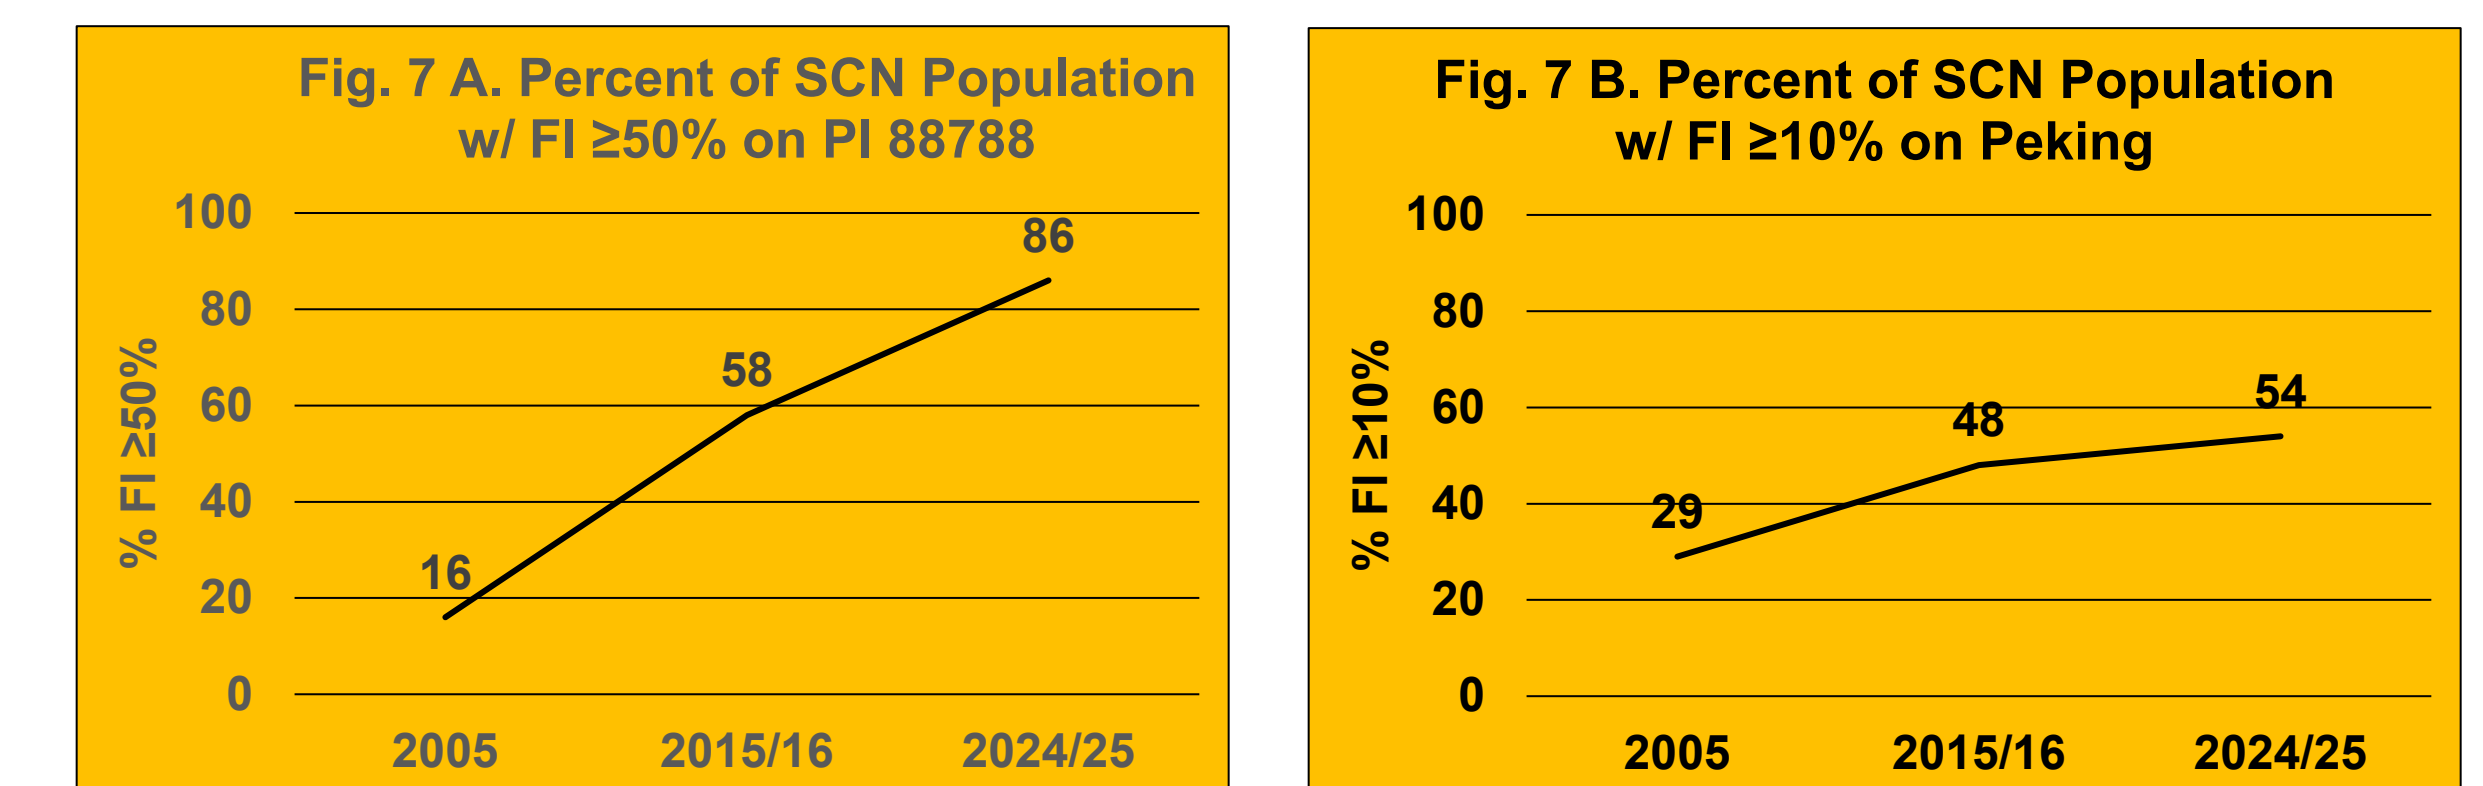 Fig. 7 A. Percent of SCN Population
w/ FI ≥50% on PI 88788
100
80
60
40
20
0
% FI ≥50%
16
58
86
2005 2015/16 2024/25
Fig. 7 B. Percent of SCN Population
w/ FI ≥10% on Peking
100
80
60
40
20
0
% FI ≥10%
29
48
54
2005 2015/16 2024/25